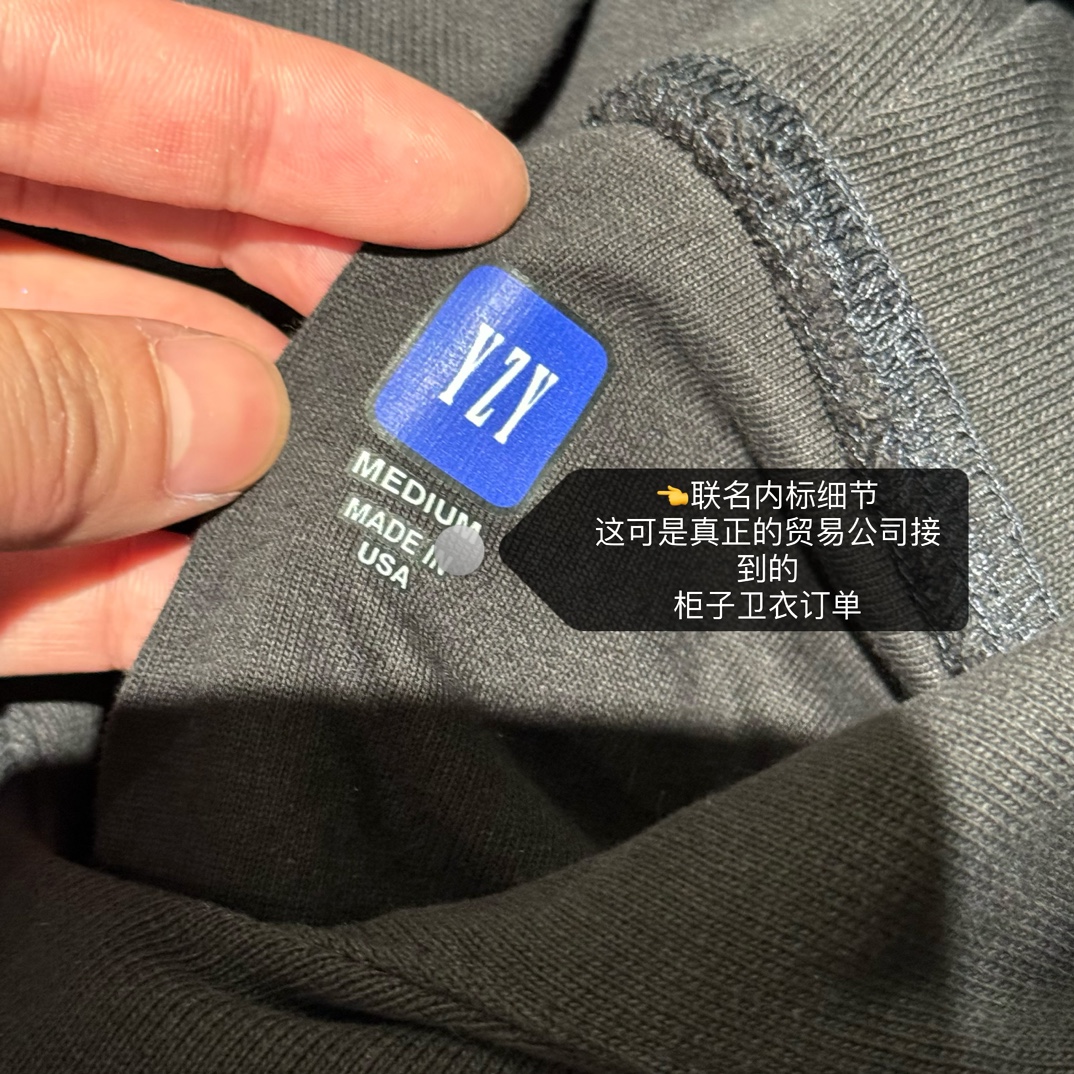 YZY
MEDIUM
MADE IN
USA
👈联名内标细节
这可是真正的贸易公司接
到的
柜子卫衣订单